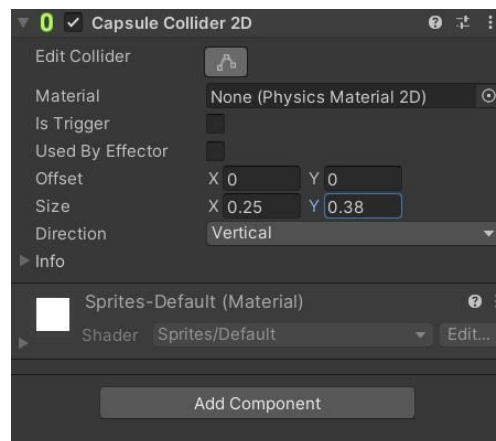 Capsule Collider 2D
Edit Collider
Material None (Physics Material 2D)
Is Trigger
Used By Effector
Offset X 0 Y 0
Size X 0.25 Y 0.38
Direction Vertical
Info
Sprites-Default (Material)
Shader Sprites/Default Edit...
Add Component